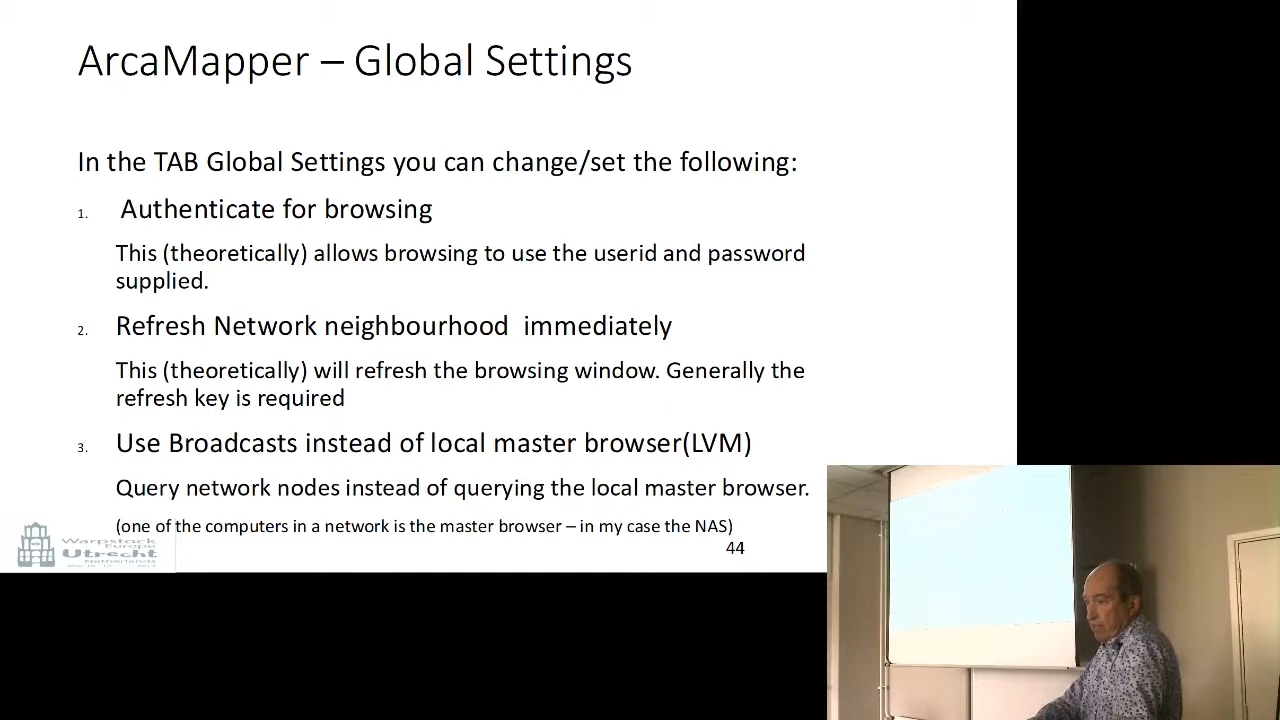 ArcaMapper – Global Settings
In the TAB Global Settings you can change/set the following:
1. Authenticate for browsing
This (theoretically) allows browsing to use the userid and password
supplied.
2. Refresh Network neighbourhood immediately
This (theoretically) will refresh the browsing window. Generally the
refresh key is required
3. Use Broadcasts instead of local master browser(LVM)
Query network nodes instead of querying the local master browser.
(one of the computers in a network is the master browser – in my case the NAS)
Warpstock
Europe
Utrecht
Netherlands
44